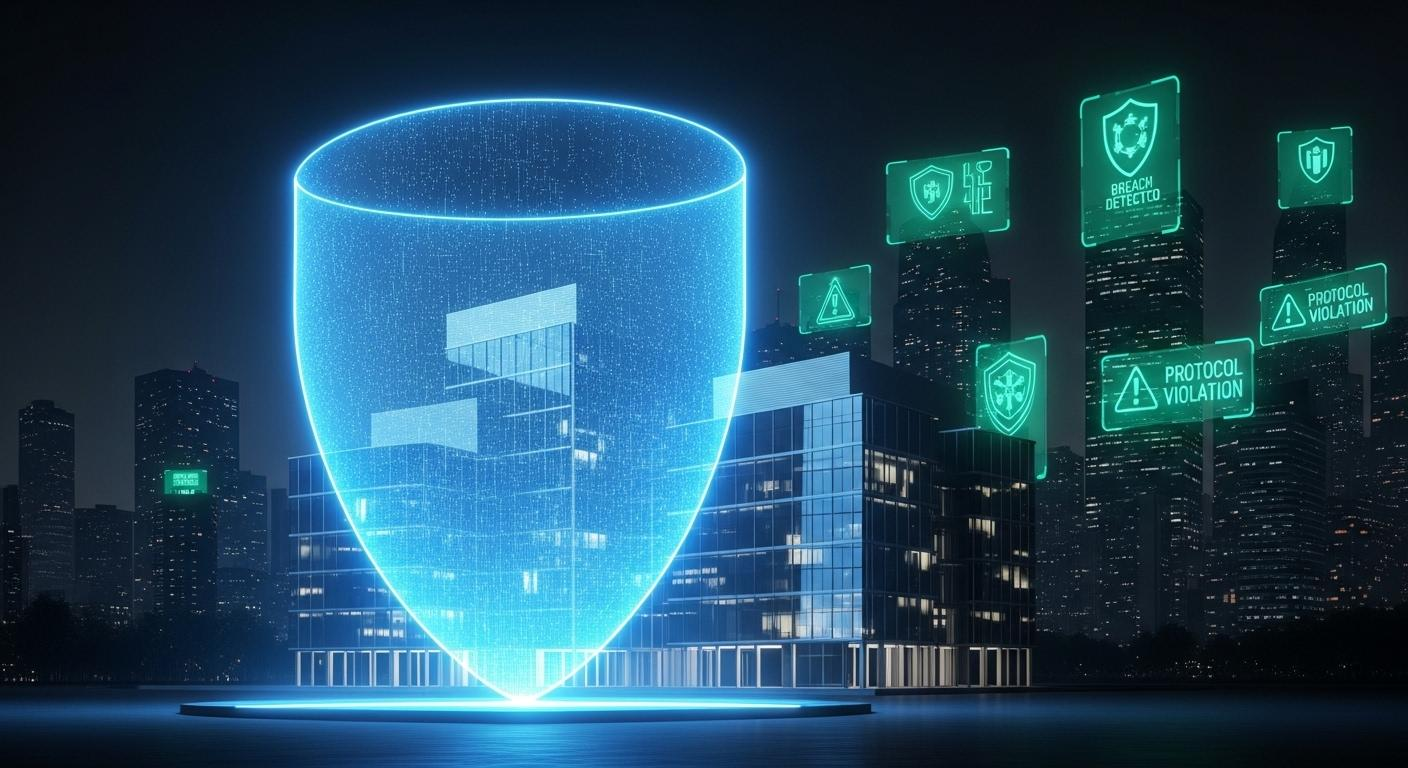 BREACH
DETECTCO
PROTOCOL
VIOLATION
PROTOCOL
VIOLATION